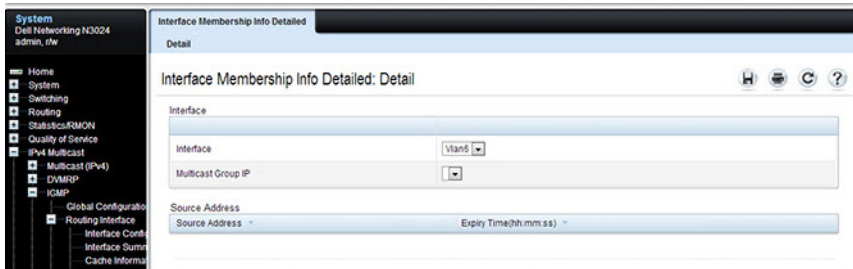 System
Dell Networking N3024
admin, r/w
Home
System
Switching
Routing
Statistics/RMON
Quality of Service
IPv4 Multicast
Multicast (IPv4)
DVMRP
IGMP
Global Configuratio
Routing Interface
Interface Confi
Interface Summ
Cache Informa
Interface Membership Info Detailed
Detail
Interface Membership Info Detailed: Detail
Interface
Interface Vlan6
Multicast Group IP
Source Address
Source Address Expiry Time(hh:mm:ss)